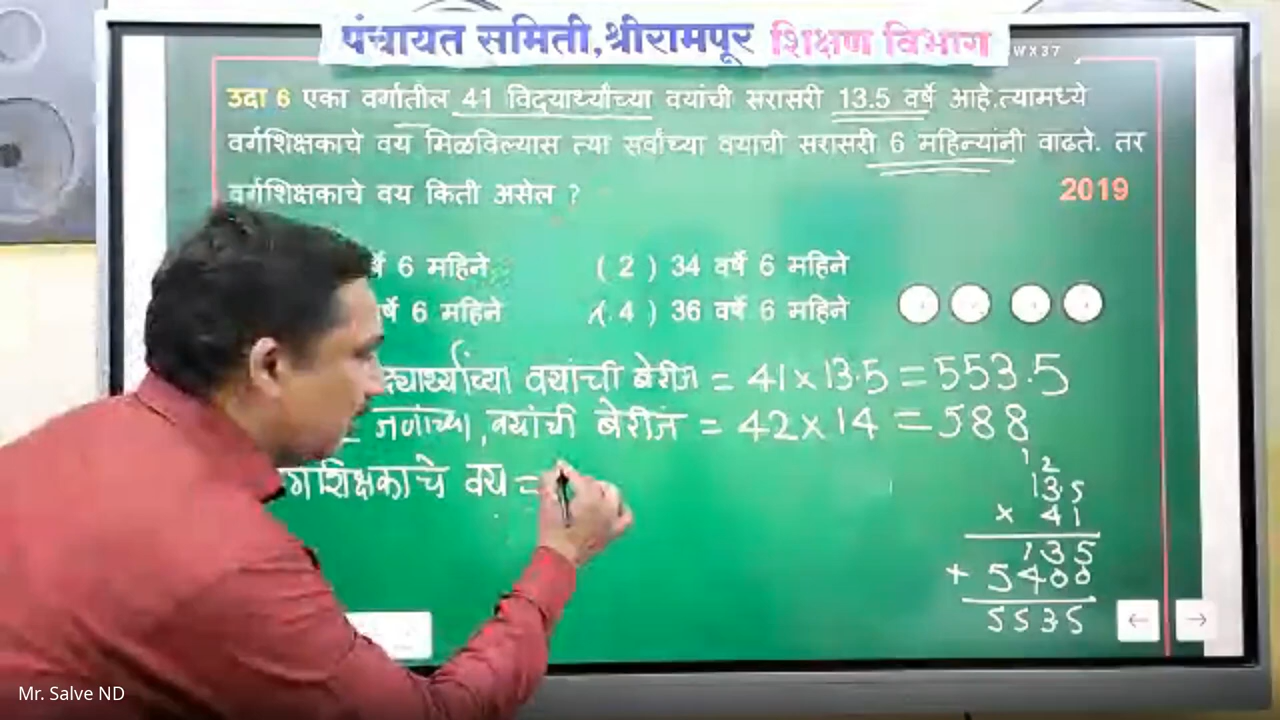 पंचायत समिती,श्रीरामपूर शिक्षण विभाग
WX37
उदा 6 एका वर्गातील 41 विद्यार्थ्यांच्या वयांची सरासरी 13.5 वर्षे आहे.त्यामध्ये
वर्गशिक्षकाचे वय मिळविल्यास त्या सर्वांच्या वयाची सरासरी 6 महिन्यांनी वाढते. तर
वर्गशिक्षकाचे वय किती असेल ?
2019
6 महिने
( 2 ) 34 वर्षे 6 महिने
6 महिने
4 ) 36 वर्षे 6 महिने
वयांची बेरीज = 41 x 13.5 = 553.5
जणांच्या वयांची बेरीज = 42 x 14 = 588
वय =
1 2
13.5
x 41
135
+ 5400
5535
← →
Mr. Salve ND